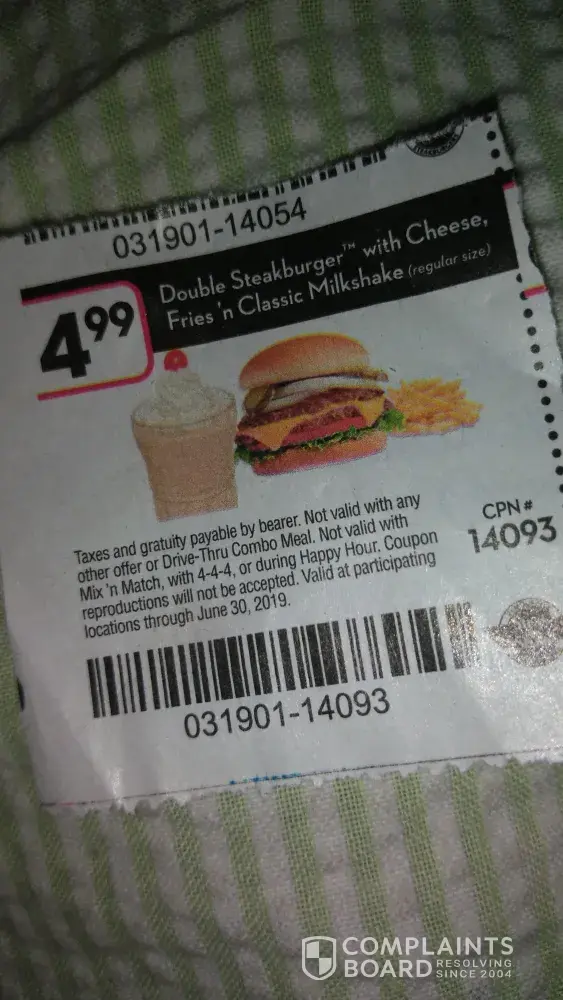 031901-14054
4.99
Double Steakburger™ with Cheese,
Fries 'n Classic Milkshake (regular size)
Taxes and gratuity payable by bearer. Not valid with any
other offer or Drive-Thru Combo Meal. Not valid with
Mix 'n Match, with 4-4-4, or during Happy Hour. Coupon
reproductions will not be accepted. Valid at participating
locations through June 30, 2019.
CPN#
14093
031901-14093
COMPLAINTS
BOARD RESOLVING
SINCE 2004